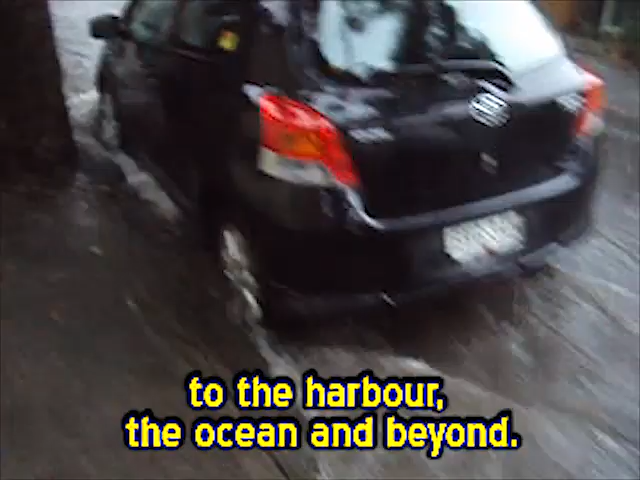 to the harbour,
the ocean and beyond.